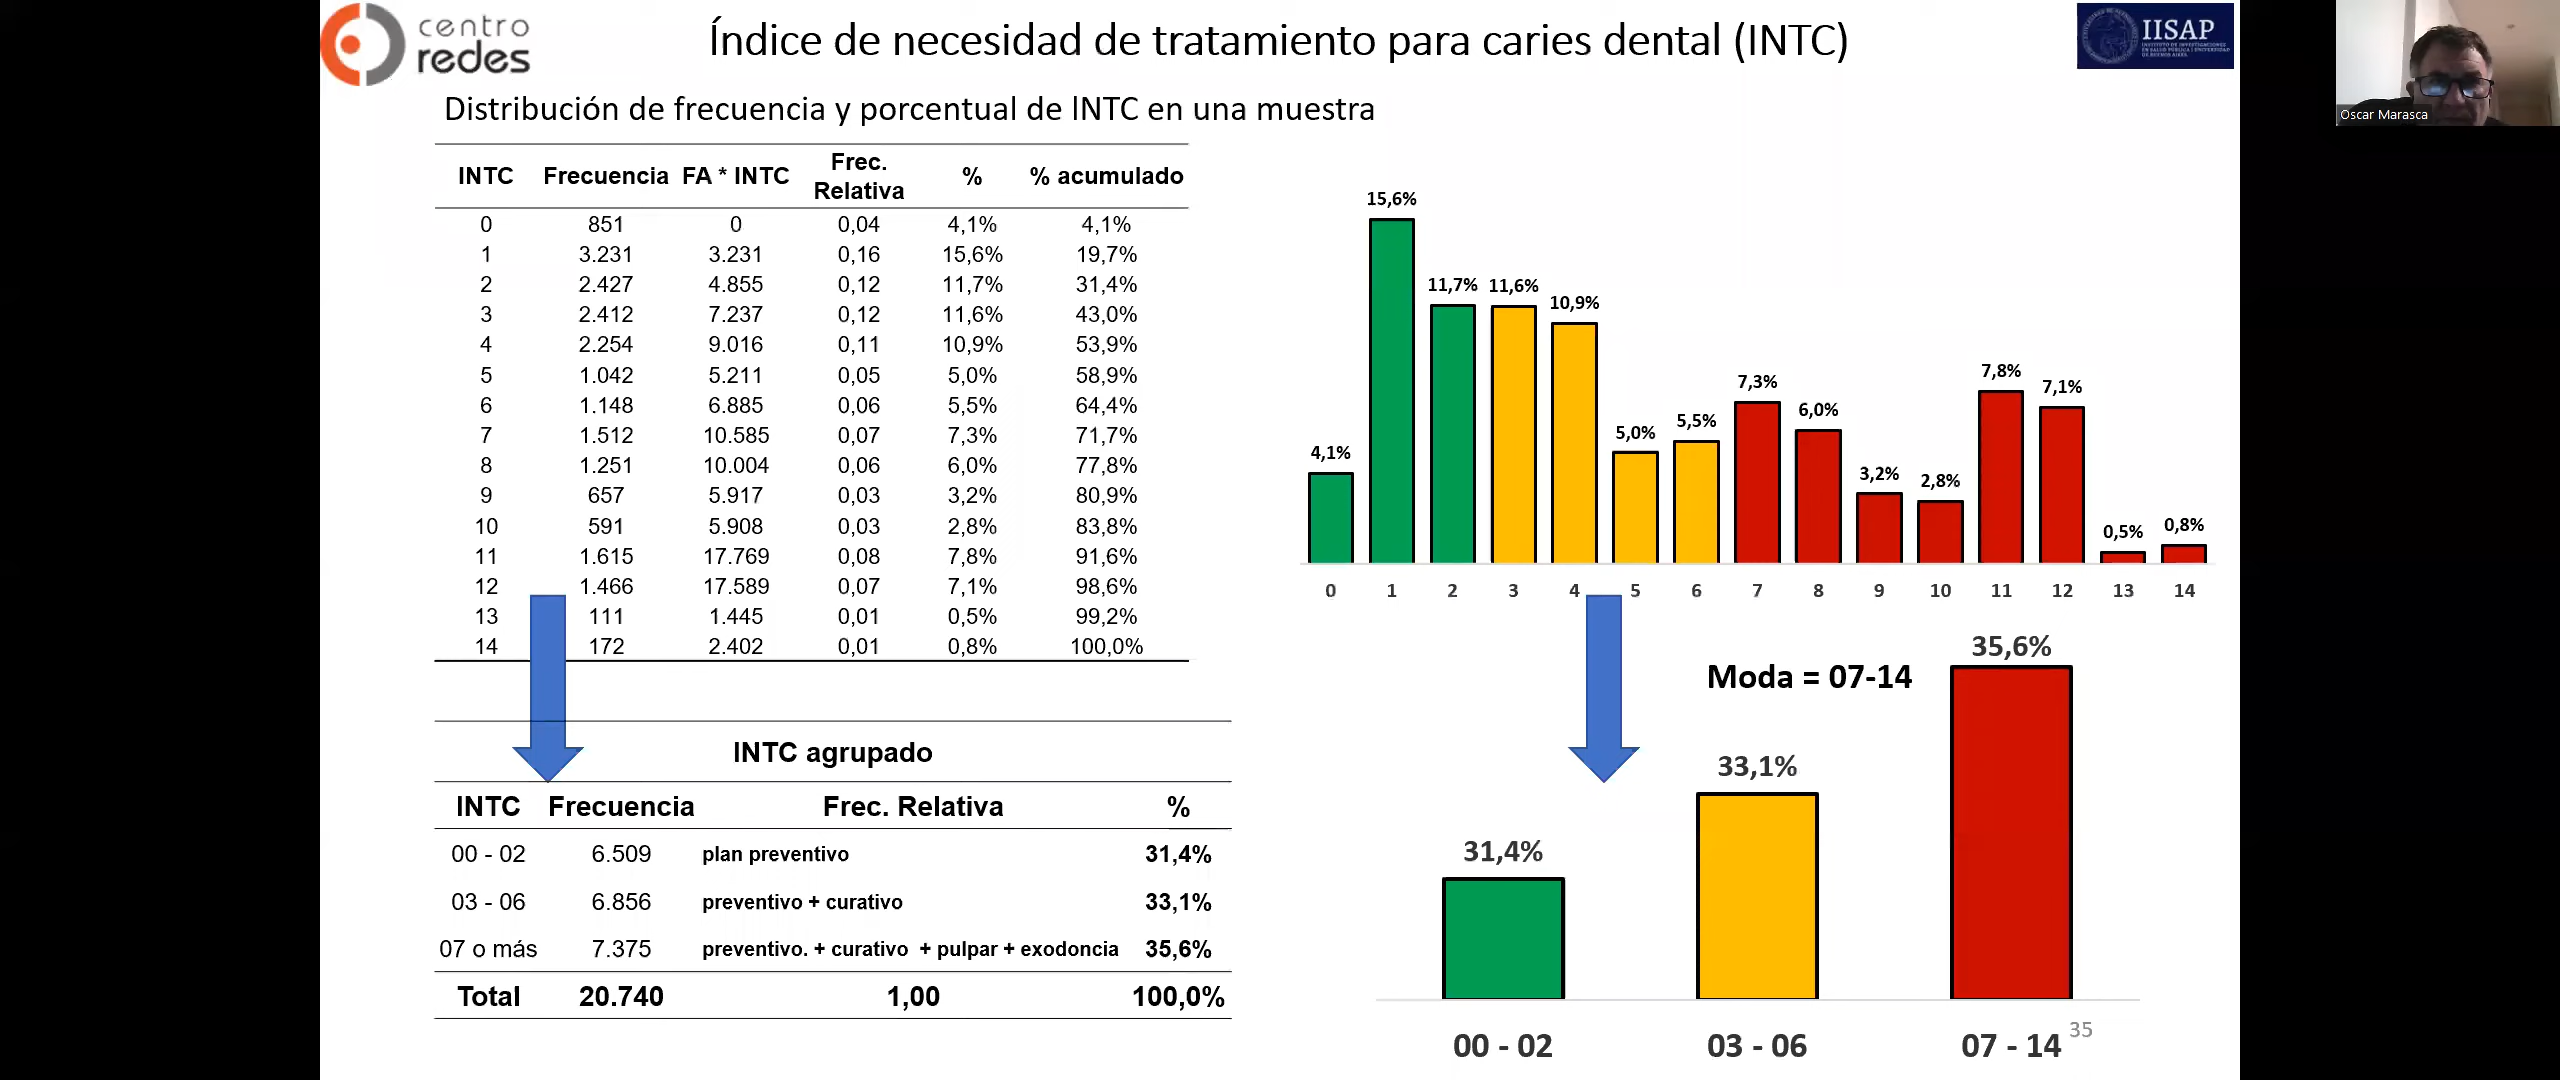 centro
redes
Índice de necesidad de tratamiento para caries dental (INTC)
IISAP
INSTITUTO DE INVESTIGACIONES
EN SALUD PÚBLICA | UNIVERSIDAD
DE BUENOS AIRES
Oscar Marasca
Distribución de frecuencia y porcentual de INTC en una muestra
INTC Frecuencia FA * INTC Frec. Relativa % % acumulado
0 851 0 0,04 4,1% 4,1%
1 3.231 3.231 0,16 15,6% 19,7%
2 2.427 4.855 0,12 11,7% 31,4%
3 2.412 7.237 0,12 11,6% 43,0%
4 2.254 9.016 0,11 10,9% 53,9%
5 1.042 5.211 0,05 5,0% 58,9%
6 1.148 6.885 0,06 5,5% 64,4%
7 1.512 10.585 0,07 7,3% 71,7%
8 1.251 10.004 0,06 6,0% 77,8%
9 657 5.917 0,03 3,2% 80,9%
10 591 5.908 0,03 2,8% 83,8%
11 1.615 17.769 0,08 7,8% 91,6%
12 1.466 17.589 0,07 7,1% 98,6%
13 111 1.445 0,01 0,5% 99,2%
14 172 2.402 0,01 0,8% 100,0%
4,1% 15,6% 11,7% 11,6% 10,9% 5,0% 5,5% 7,3% 6,0% 3,2% 2,8% 7,8% 7,1% 0,5% 0,8%
0 1 2 3 4 5 6 7 8 9 10 11 12 13 14
INTC agrupado
INTC Frecuencia Frec. Relativa %
00 - 02 6.509 plan preventivo 31,4%
03 - 06 6.856 preventivo + curativo 33,1%
07 o más 7.375 preventivo. + curativo + pulpar + exodoncia 35,6%
Total 20.740 1,00 100,0%
Moda = 07-14
31,4% 33,1% 35,6%
00 - 02 03 - 06 07 - 14
35